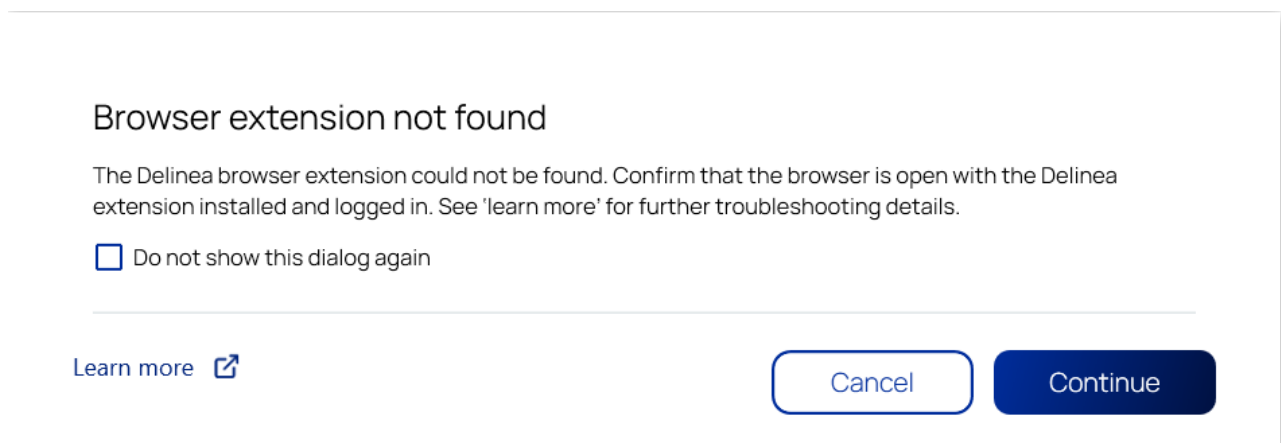 Browser extension not found
The Delinea browser extension could not be found. Confirm that the browser is open with the Delinea
extension installed and logged in. See ‘learn more’ for further troubleshooting details.
Do not show this dialog again
Learn more
Cancel
Continue